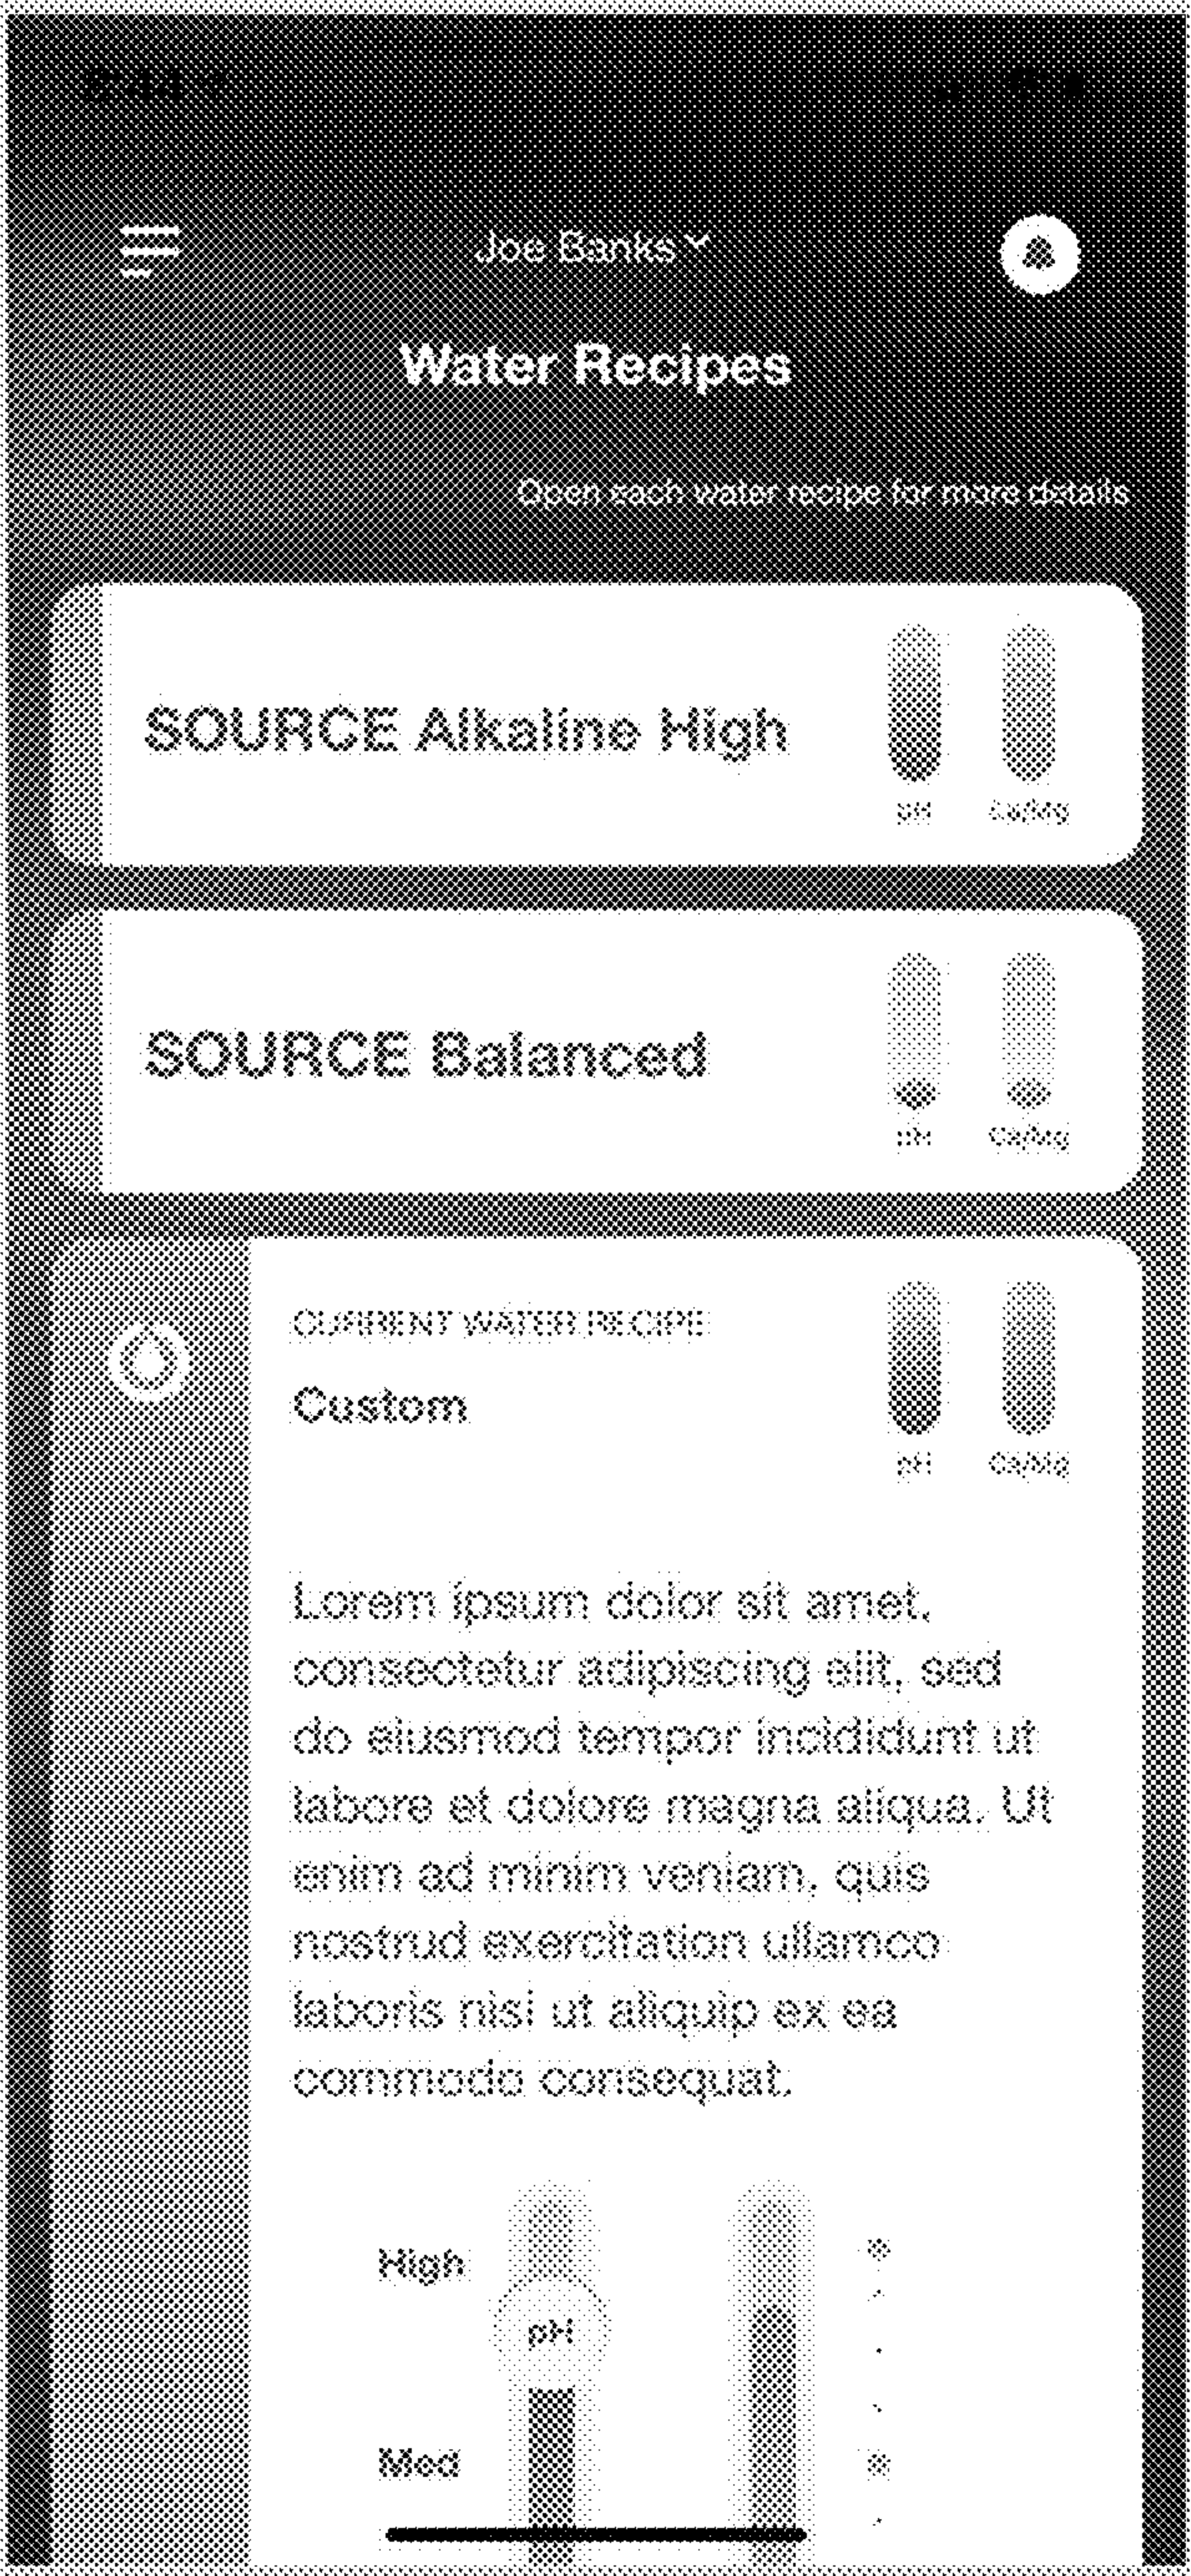 Joe Banks
Water Recipes
Open each water recipe for more details
SOURCE Alkaline High
pH Ca/Mg
SOURCE Balanced
pH Ca/Mg
CURRENT WATER RECIPE
Custom
pH Ca/Mg
Lorem ipsum dolor sit amet,
consectetur adipiscing elit, sed
do eiusmod tempor incididunt ut
labore et dolore magna aliqua. Ut
enim ad minim veniam, quis
nostrud exercitation ullamco
laboris nisi ut aliquip ex ea
commodo consequat.
High
pH
Med